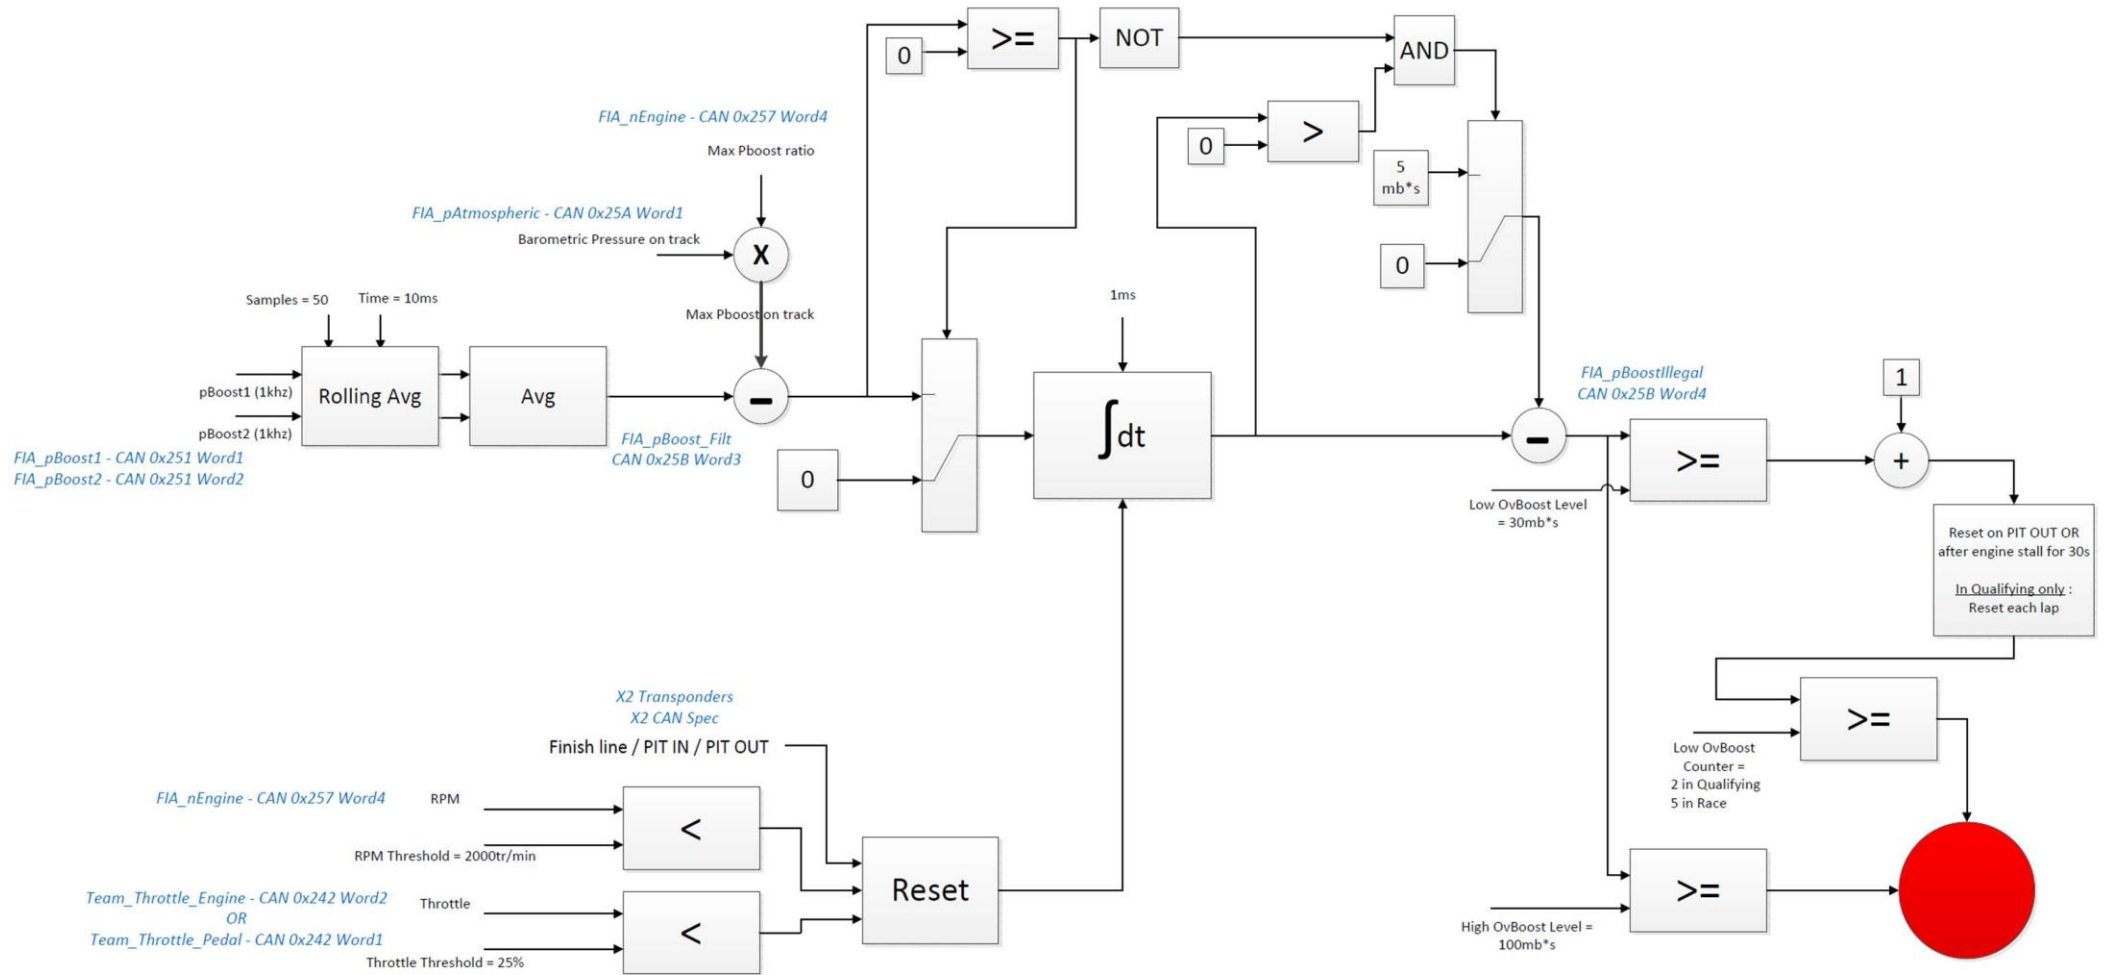 >=
NOT
AND
0
FIA_nEngine - CAN 0x257 Word4
Max Pboost ratio
>
0
5
mb*s
FIA_pAtmospheric - CAN 0x25A Word1
Barometric Pressure on track
X
0
Samples = 50
Time = 10ms
Max Pboost on track
1ms
pBoost1 (1khz)
pBoost2 (1khz)
Rolling Avg
Avg
-
FIA_pBoost1 - CAN 0x251 Word1
FIA_pBoost2 - CAN 0x251 Word2
FIA_pBoost_Filt
CAN 0x25B Word3
0
∫dt
-
FIA_pBoostIllegal
CAN 0x25B Word4
1
>=
+
Low OvBoost Level
= 30mb*s
Reset on PIT OUT OR
after engine stall for 30s
In Qualifying only :
Reset each lap
X2 Transponders
X2 CAN Spec
Finish line / PIT IN / PIT OUT
>=
Low OvBoost
Counter =
2 in Qualifying
5 in Race
FIA_nEngine - CAN 0x257 Word4
RPM
<
RPM Threshold = 2000tr/min
Team_Throttle_Engine - CAN 0x242 Word2
OR
Team_Throttle_Pedal - CAN 0x242 Word1
Throttle
<
Throttle Threshold = 25%
Reset
>=
High OvBoost Level =
100mb*s